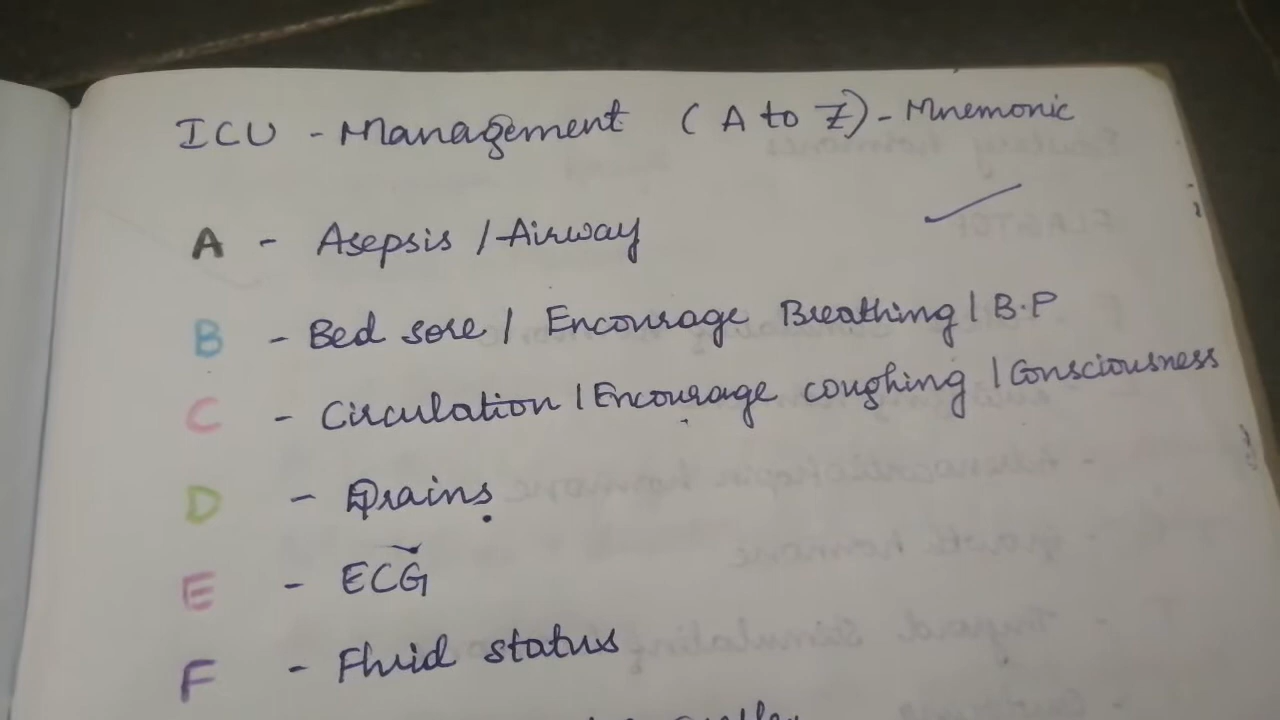 ICU - Management (A to Z) - Mnemonic
A - Asepsis / Airway
B - Bed sore / Encourage Breathing / B.P
C - Circulation / Encourage coughing / Consciousness
D - Drains
E - ECG
F - Fluid status